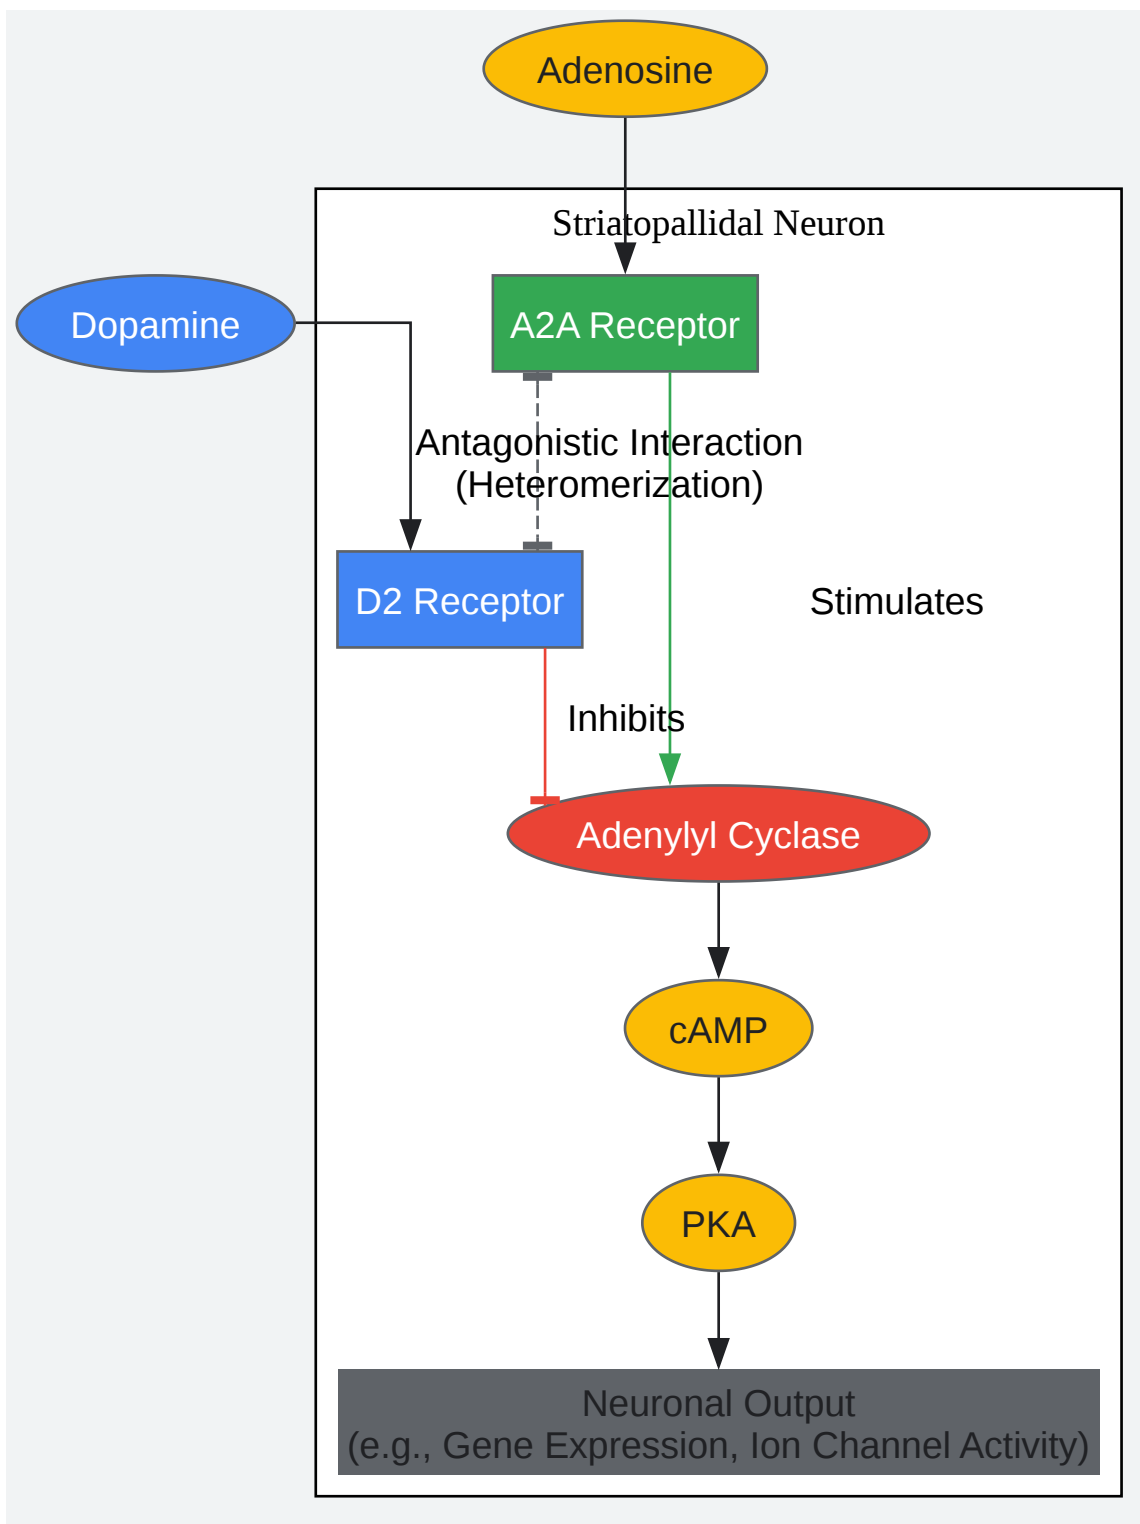 Adenosine
Striatopallidal Neuron
Dopamine
A2A Receptor
Antagonistic Interaction
(Heteromerization)
D2 Receptor
Stimulates
Inhibits
Adenylyl Cyclase
cAMP
PKA
Neuronal Output
(e.g., Gene Expression, Ion Channel Activity)